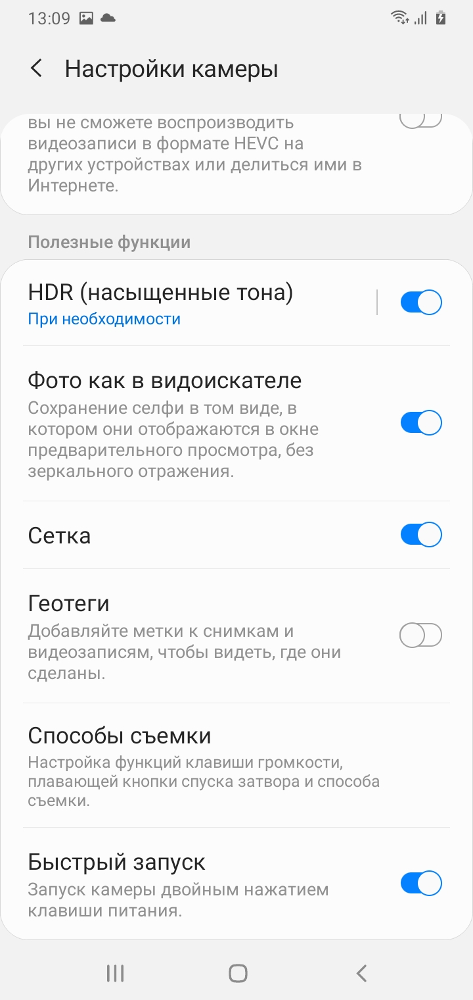 13:09
Настройки камеры
вы не сможете воспроизводить
видеозаписи в формате HEVC на
других устройствах или делиться ими в
Интернете.
Полезные функции
HDR (насыщенные тона)
При необходимости
Фото как в видоискателе
Сохранение селфи в том виде, в
котором они отображаются в окне
предварительного просмотра, без
зеркального отражения.
Сетка
Геотеги
Добавляйте метки к снимкам и
видеозаписям, чтобы видеть, где они
сделаны.
Способы съемки
Настройка функций клавиши громкости,
плавающей кнопки спуска затвора и способа
съемки.
Быстрый запуск
Запуск камеры двойным нажатием
клавиши питания.